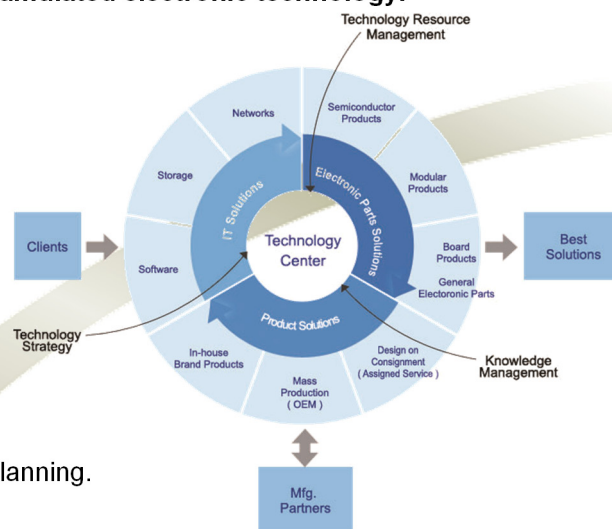 electronic technology.
Technology Resource
Management
Networks
Semiconductor
Products
Storage
Modular
Products
IT Solutions
Electronic Parts Solutions
Clients
Technology
Center
Board
Products
Best
Solutions
Software
General
Electoronic Parts
Product Solutions
Technology
Strategy
In-house
Brand Products
Design on
Consignment
( Assigned Service )
Knowledge
Management
Mass
Production
( OEM )
lanning.
Mfg.
Partners